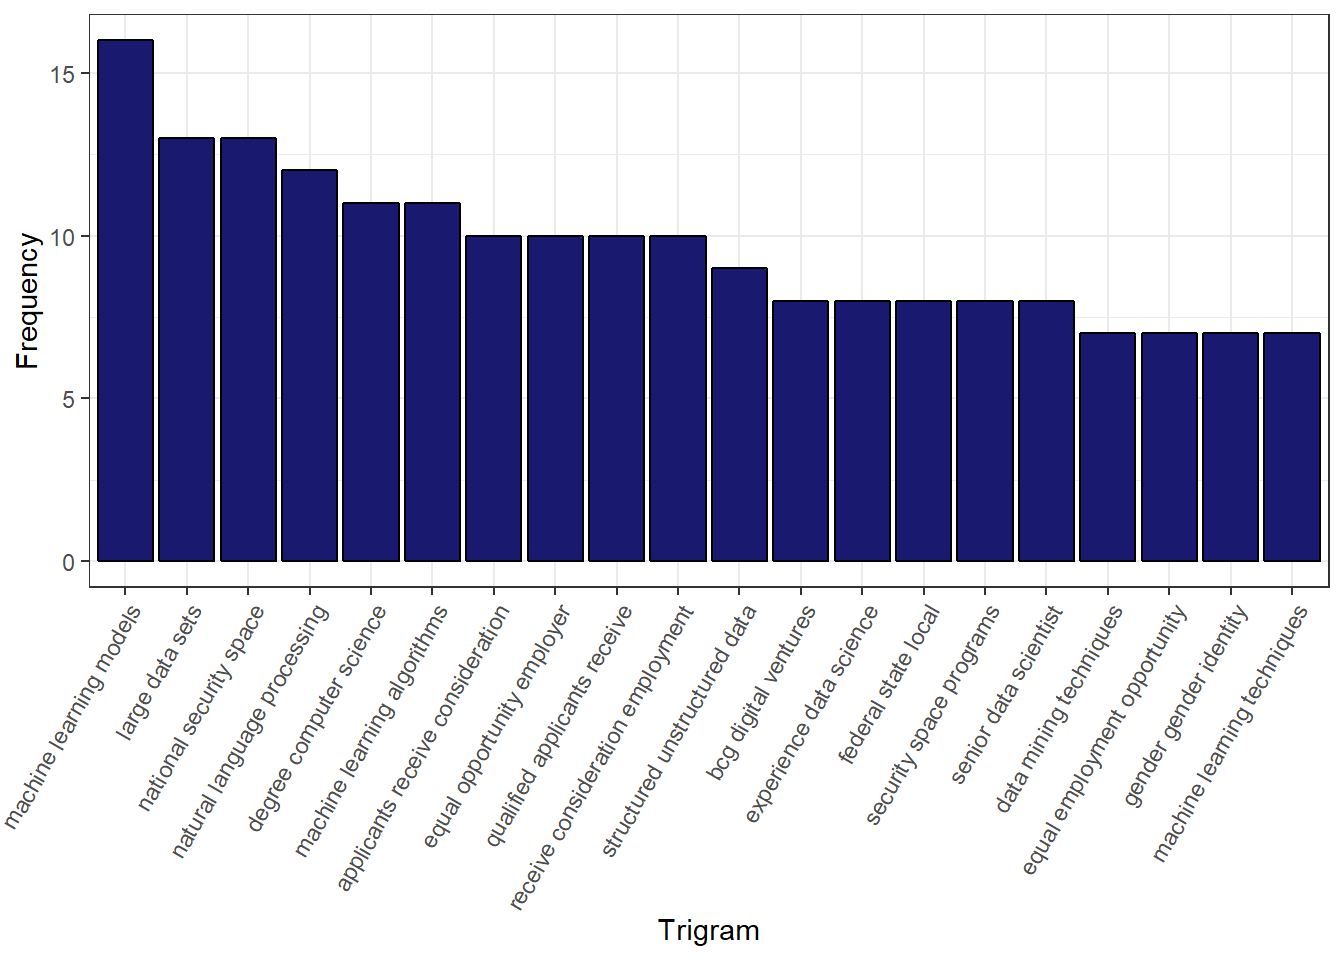 Frequency
15
10
5
0
machine learning models
large data sets
national security space
natural language processing
degree computer science
machine learning algorithms
applicants receive consideration
equal opportunity employer
qualified applicants receive
receive consideration employment
structured unstructured data
bcg digital ventures
experience data science
federal state local
security space programs
senior data scientist
data mining techniques
equal employment opportunity
gender gender identity
machine learning techniques
Trigram